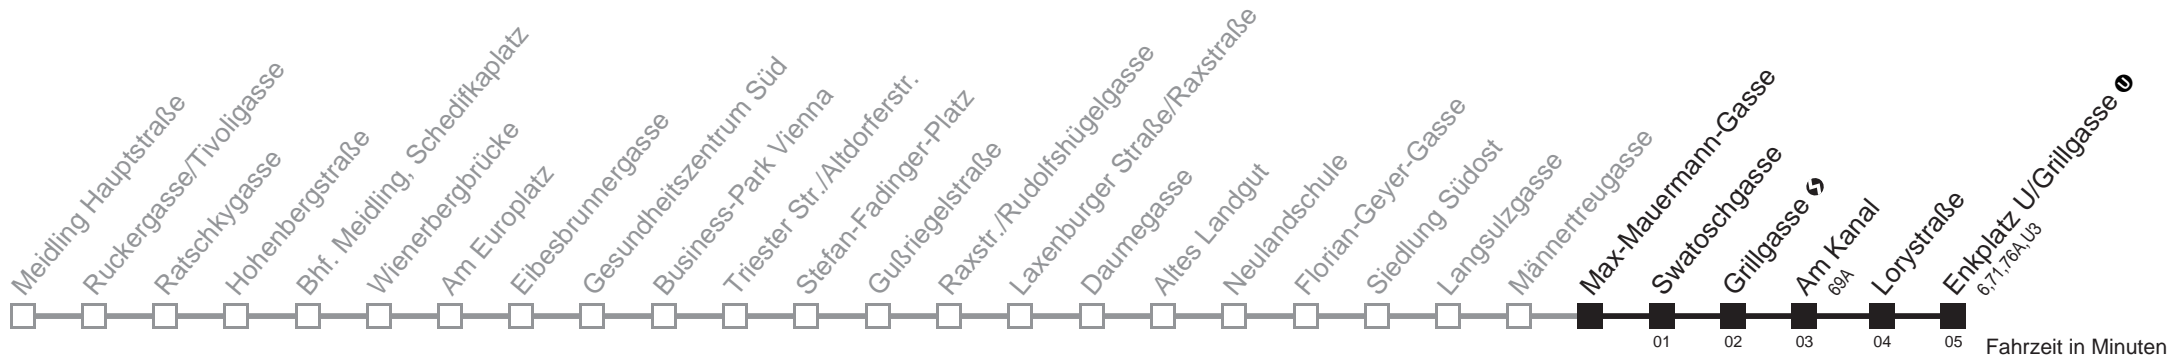 Meidling Hauptstraße
Ruckergasse/Tivoligasse
Ratschkygasse
Hohenbergstraße
Bhf. Meidling, Schedifkaplatz
Wienerbergbrücke
Am Europlatz
Eibesbrunnergasse
Gesundheitszentrum Süd
Business-Park Vienna
Triester Str./Altdorferstr.
Stefan-Fadinger-Platz
Gußriegelstraße
Raxstr./Rudolfshügelgasse
Laxenburger Straße/Raxstraße
Daumegasse
Altes Landgut
Neulandschule
Florian-Geyer-Gasse
Siedlung Südost
Langsulzgasse
Männertreugasse
Max-Mauermann-Gasse
Swatoschgasse
Grillgasse
Am Kanal
69A
Lorystraße
Enkplatz U/Grillgasse U
6,71,76A,U3
01 02 03 04 05
Fahrzeit in Minuten